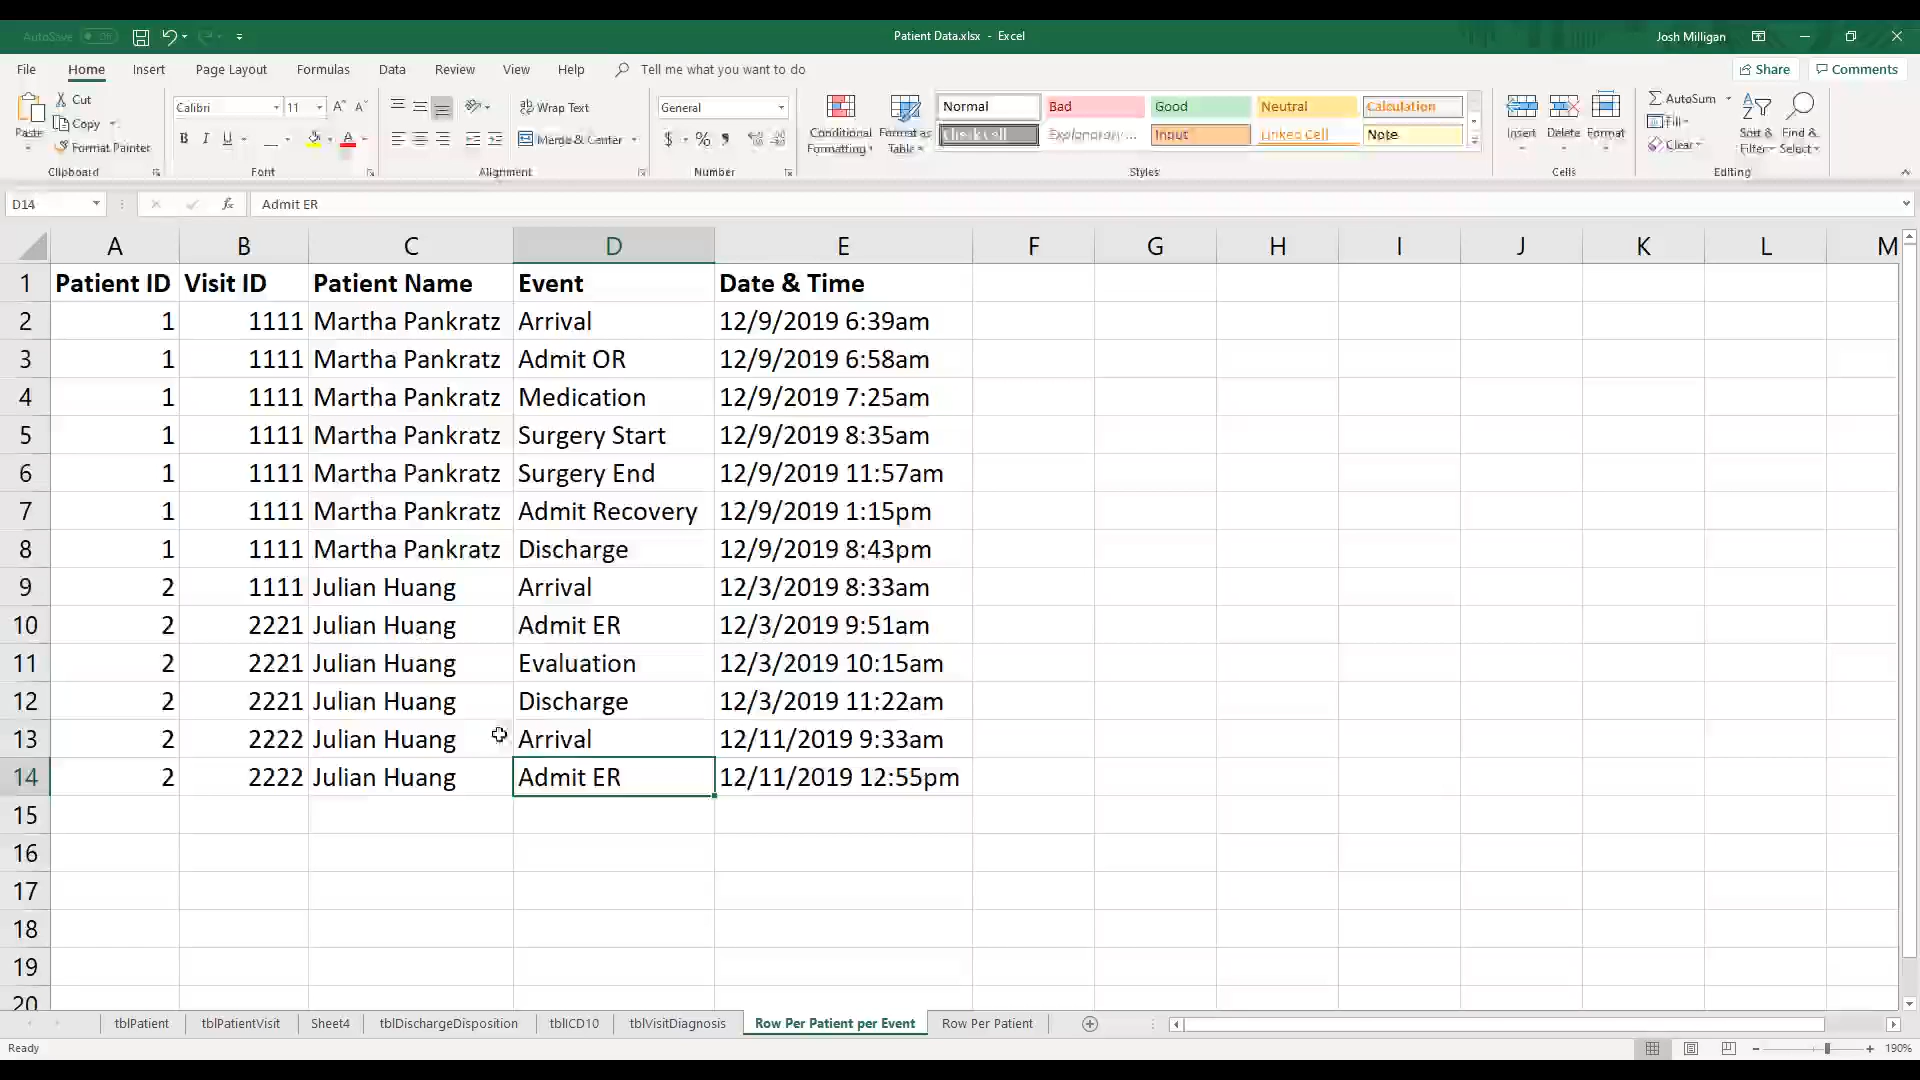 AutoSave Off Patient Data.xlsx - Excel Josh Milligan
File Home Insert Page Layout Formulas Data Review View Help Tell me what you want to do Share Comments
Paste Cut Copy Format Painter Clipboard
Calibri 11 B I U A Font
Wrap Text Merge & Center Alignment
General $ % Number
Conditional Formatting Format as Table
Normal Bad Good Neutral Calculation
Check Cell Explanatory ... Input Linked Cell Note
Styles
Insert Delete Format Cells
AutoSum Fill Clear Sort & Filter Find & Select Editing
D14 fx Admit ER
A B C D E F G H I J K L M
1 Patient ID Visit ID Patient Name Event Date & Time
2 1 1111 Martha Pankratz Arrival 12/9/2019 6:39am
3 1 1111 Martha Pankratz Admit OR 12/9/2019 6:58am
4 1 1111 Martha Pankratz Medication 12/9/2019 7:25am
5 1 1111 Martha Pankratz Surgery Start 12/9/2019 8:35am
6 1 1111 Martha Pankratz Surgery End 12/9/2019 11:57am
7 1 1111 Martha Pankratz Admit Recovery 12/9/2019 1:15pm
8 1 1111 Martha Pankratz Discharge 12/9/2019 8:43pm
9 2 1111 Julian Huang Arrival 12/3/2019 8:33am
10 2 2221 Julian Huang Admit ER 12/3/2019 9:51am
11 2 2221 Julian Huang Evaluation 12/3/2019 10:15am
12 2 2221 Julian Huang Discharge 12/3/2019 11:22am
13 2 2222 Julian Huang Arrival 12/11/2019 9:33am
14 2 2222 Julian Huang Admit ER 12/11/2019 12:55pm
15
16
17
18
19
20
tblPatient tblPatientVisit Sheet4 tblDischargeDisposition tblICD10 tblVisitDiagnosis Row Per Patient per Event Row Per Patient
Ready 190%